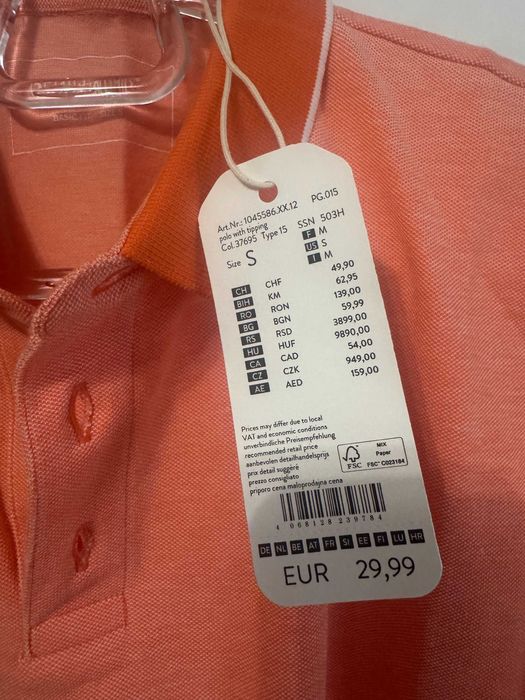 Art.Nr.: 1045586.XX.12 PG.015
polo with tipping
Col.37695 Type 15 SSN 503H
Size S
F M
US S
I M
CH CHF 49,90
BIH KM 62,95
RO RON 139,00
BG BGN 59,99
RS RSD 3899,00
HU HUF 9890,00
CA CAD 54,00
CZ CZK 949,00
AE AED 159,00
Prices may differ due to local
VAT and economic conditions
unverbindliche Preisempfehlung
recommended retail price
aanbevolen detailhandelsprijs
prix detail suggéré
prezzo consigliato
priporo cena maloprodajna cena
FSC
MIX
Paper
FSC® C023184
4 068128 239784
DE NL BE AT FR SI EE FI LU HR
EUR 29,99